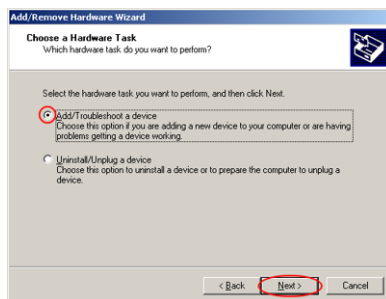 Add/Remove Hardware Wizard
Choose a Hardware Task
Which hardware task do you want to perform?
Select the hardware task you want to perform, and then click Next.
Add/Troubleshoot a device
Choose this option if you are adding a new device to your computer or are having
problems getting a device working.
Uninstall/Unplug a device
Choose this option to uninstall a device or to prepare the computer to unplug a
device.
< Back Next > Cancel